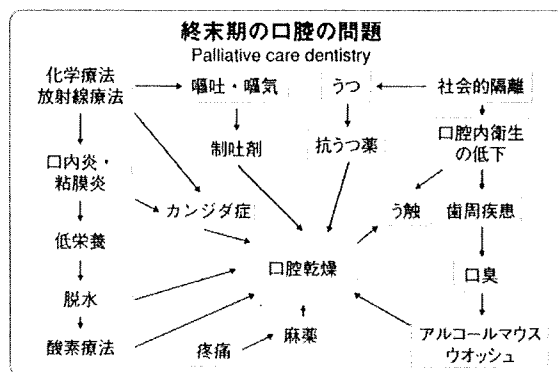 終末期の口腔の問題
Palliative care dentistry
化学療法
放射線療法
嘔吐・嘔気
うつ
社会的隔離
口内炎・
粘膜炎
制吐剤
抗うつ薬
口腔内衛生
の低下
カンジダ症
う触
歯周疾患
低栄養
口腔乾燥
口臭
脱水
酸素療法
疼痛
麻薬
アルコールマウス
ウオッシュ